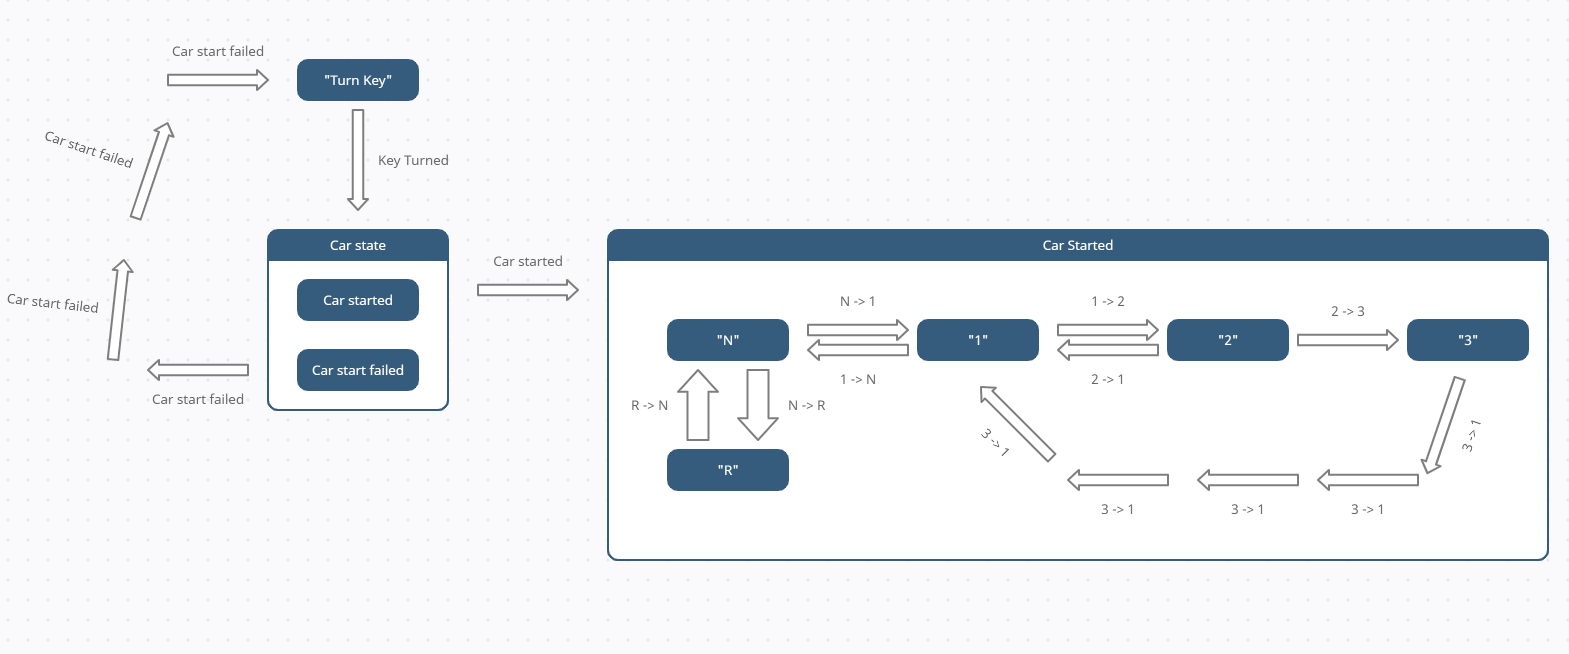 Car start failed
"Turn Key"
Car start failed
Key Turned
Car state
Car started
Car start failed
Car start failed
Car start failed
Car started
Car Started
N -> 1
1 -> 2
2 -> 3
"N"
"1"
"2"
"3"
1 -> N
2 -> 1
R -> N
N -> R
3 -> 1
3 -> 1
"R"
3 -> 1
3 -> 1
3 -> 1